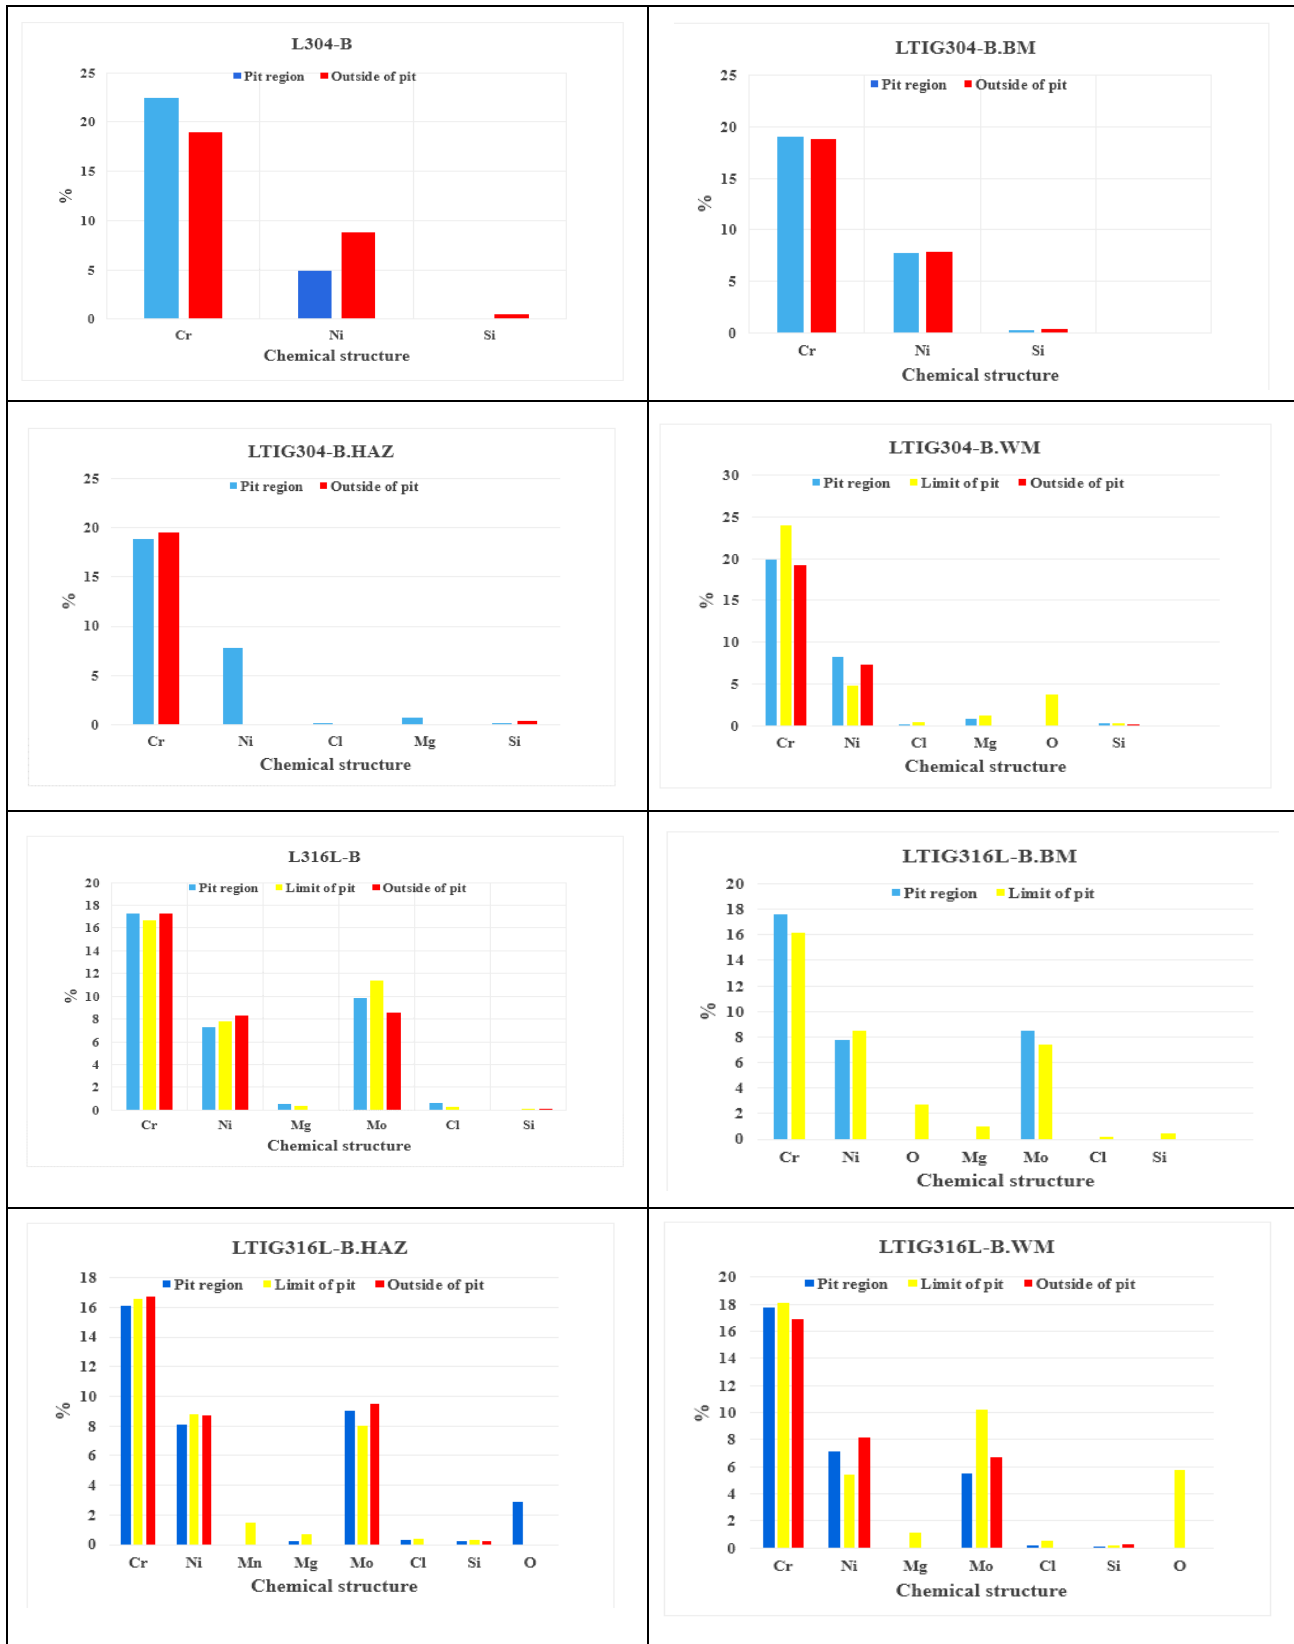 L304-B
Pit region Outside of pit
25
20
15
10
5
0
%
Cr Ni Si
Chemical structure
LTIG304-B.BM
Pit region Outside of pit
25
20
15
10
5
0
%
Cr Ni Si
Chemical structure
LTIG304-B.HAZ
Pit region Outside of pit
25
20
15
10
5
0
%
Cr Ni Cl Mg Si
Chemical structure
LTIG304-B.WM
Pit region Limit of pit Outside of pit
30
25
20
15
10
5
0
%
Cr Ni Cl Mg O Si
Chemical structure
L316L-B
Pit region Limit of pit Outside of pit
20
18
16
14
12
10
8
6
4
2
0
%
Cr Ni Mg Mo Cl Si
Chemical structure
LTIG316L-B.BM
Pit region Limit of pit
20
18
16
14
12
10
8
6
4
2
0
%
Cr Ni O Mg Mo Cl Si
Chemical structure
LTIG316L-B.HAZ
Pit region Limit of pit Outside of pit
18
16
14
12
10
8
6
4
2
0
%
Cr Ni Mn Mg Mo Cl Si O
Chemical structure
LTIG316L-B.WM
Pit region Limit of pit Outside of pit
20
18
16
14
12
10
8
6
4
2
0
%
Cr Ni Mg Mo Cl Si O
Chemical structure